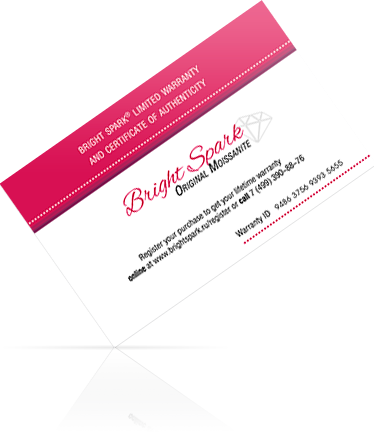 BRIGHT SPARK® LIMITED WARRANTY
AND CERTIFICATE OF AUTHENTICITY
Bright Spark
ORIGINAL MOISSANITE
Register your purchase to get your lifetime warranty
online at www.brightspark.ru/register or call 7 (499) 390-88-76
Warranty ID 9486 3756 9393 5655